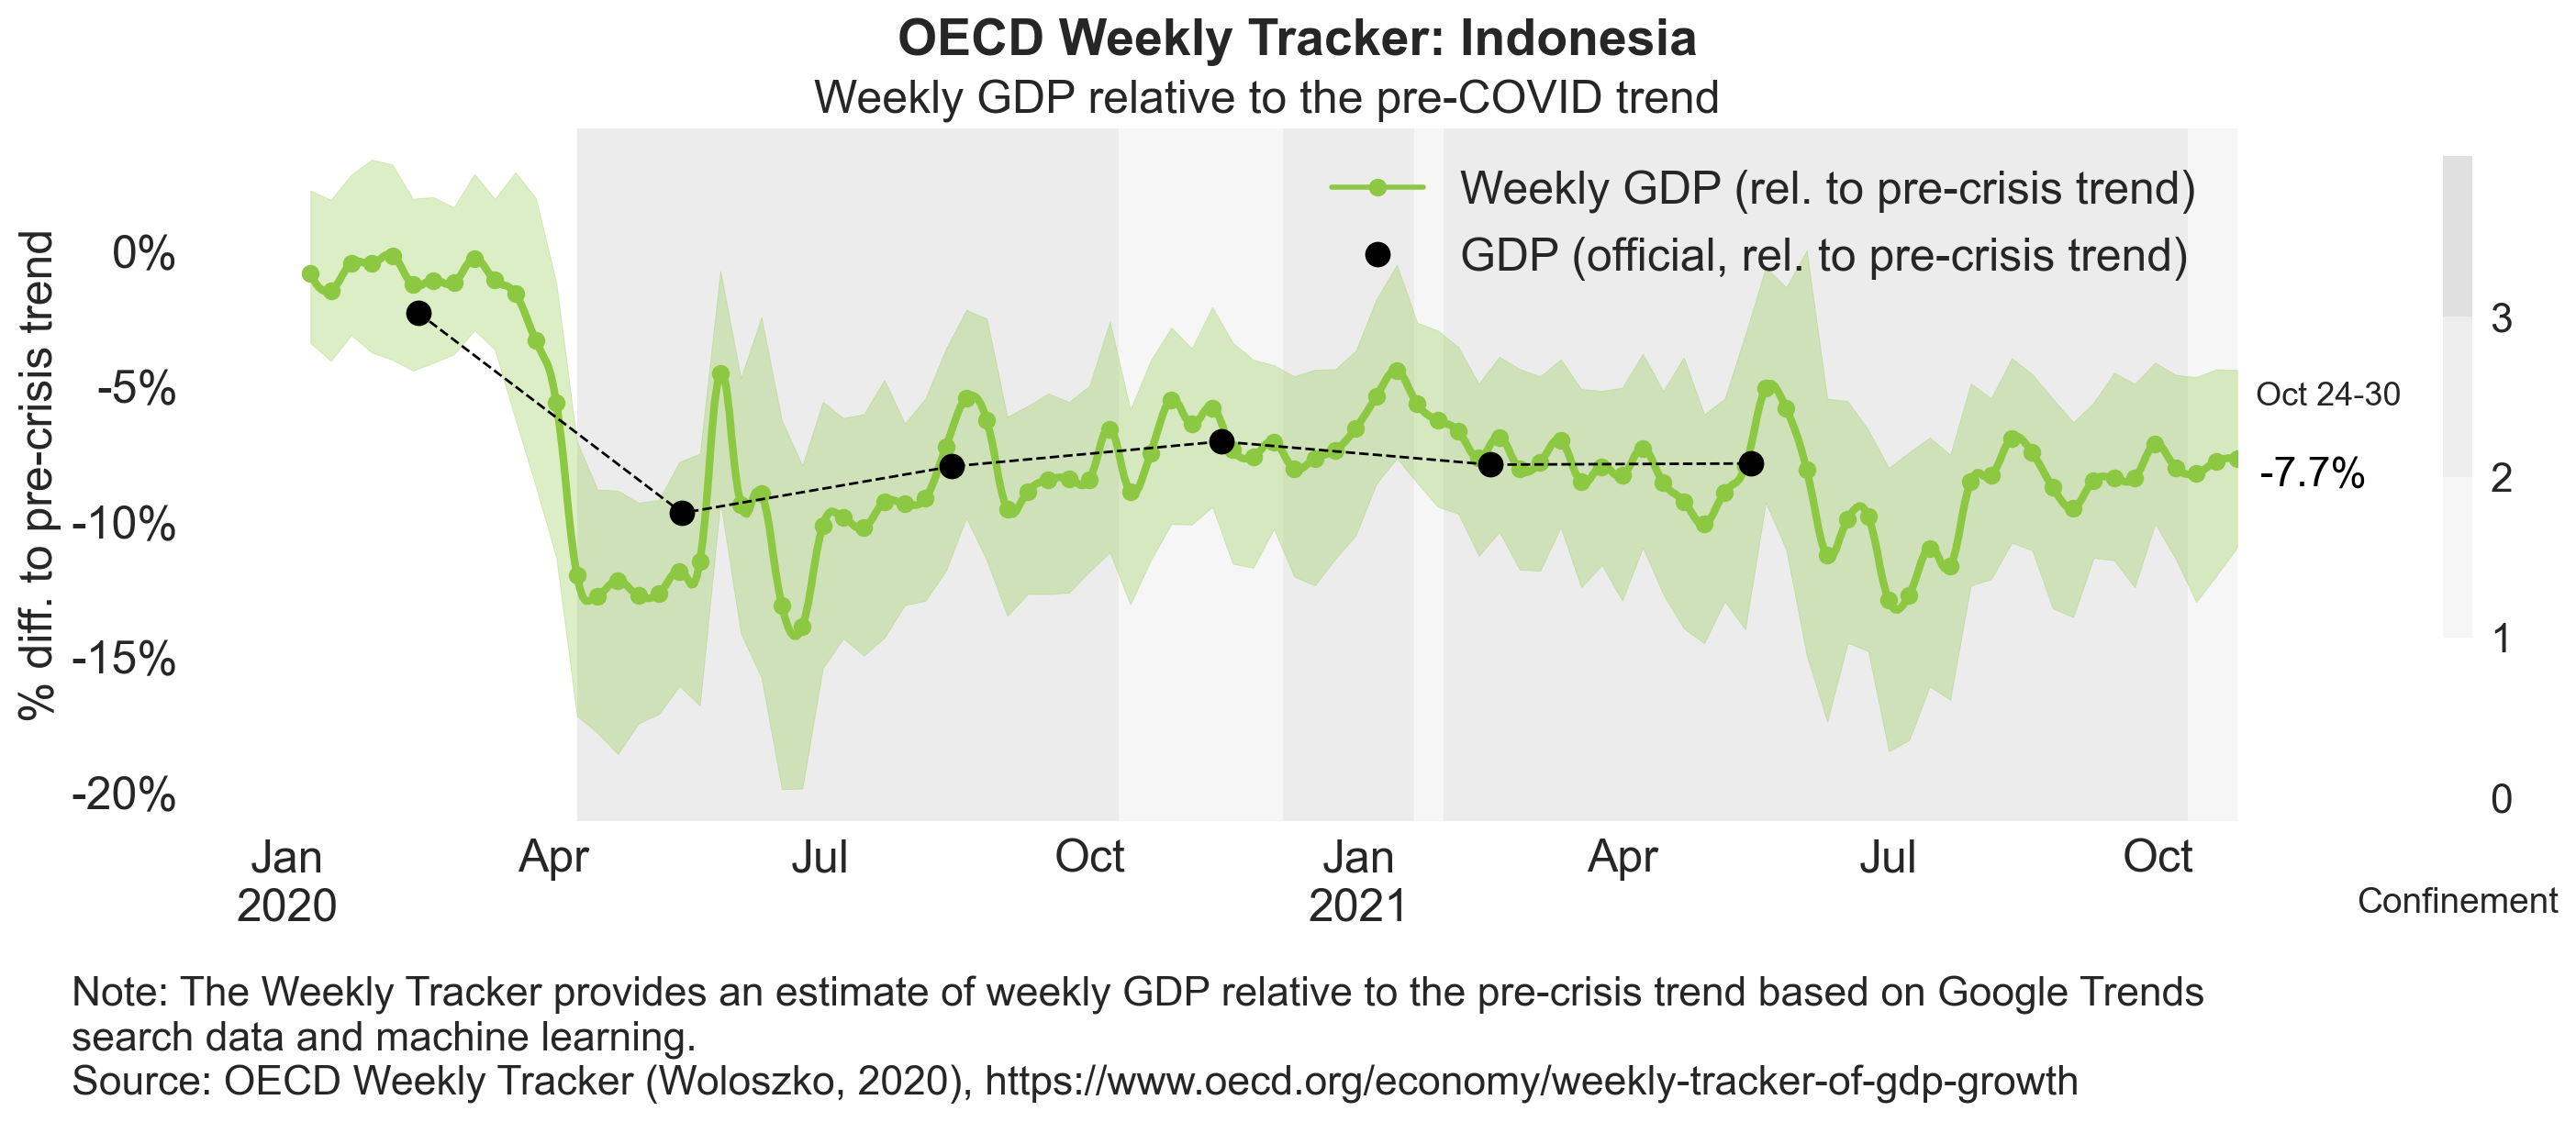 OECD Weekly Tracker: Indonesia
Weekly GDP relative to the pre-COVID trend
% diff. to pre-crisis trend
0%
-5%
-10%
-15%
-20%
Weekly GDP (rel. to pre-crisis trend)
GDP (official, rel. to pre-crisis trend)
Oct 24-30
-7.7%
3
2
1
0
Confinement
Jan Apr Jul Oct Jan Apr Jul Oct
2020 2021
Note: The Weekly Tracker provides an estimate of weekly GDP relative to the pre-crisis trend based on Google Trends
search data and machine learning.
Source: OECD Weekly Tracker (Woloszko, 2020), https://www.oecd.org/economy/weekly-tracker-of-gdp-growth